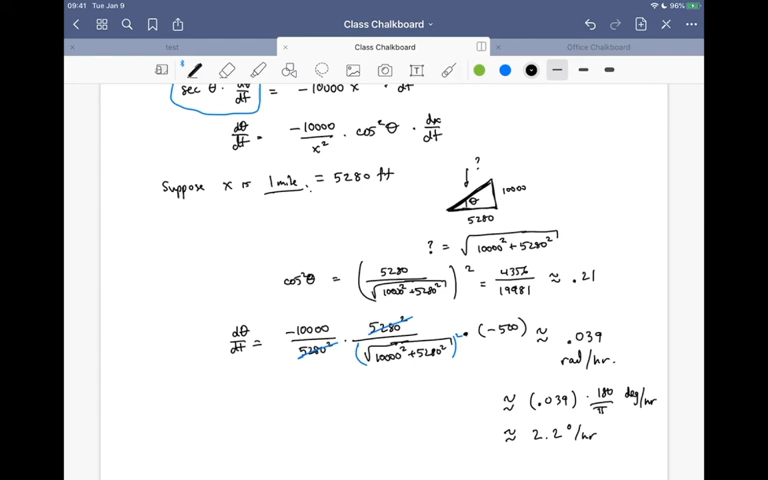 09:41 Tue Jan 9
96%
Class Chalkboard
test
Class Chalkboard
Office Chalkboard
sec θ · dθ/dt = -10000 x · dt
dθ/dt = -10000/x² · cos²θ · dx/dt
Suppose x is 1 mile = 5280 ft
?
θ
10000
5280
? = √(10000² + 5280²)
cos²θ = (5280/√(10000² + 5280²))² = 4356/19981 ≈ .21
dθ/dt = -10000/5280² · 5280²/(√(10000² + 5280²))² · (-500) ≈ .039
rad/hr.
≈ (.039) · 180/π deg/hr
≈ 2.2°/hr